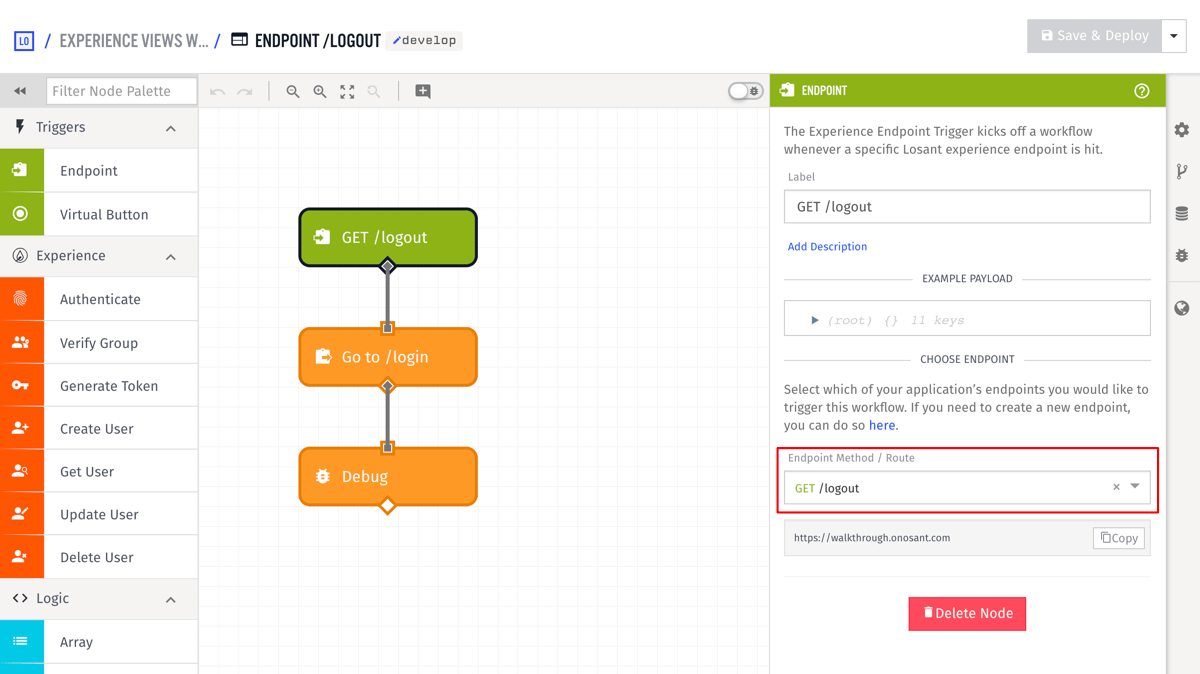 LO / EXPERIENCE VIEWS W... / ENDPOINT /LOGOUT develop
Save & Deploy
Filter Node Palette
Triggers
Endpoint
Virtual Button
Experience
Authenticate
Verify Group
Generate Token
Create User
Get User
Update User
Delete User
Logic
Array
GET /logout
Go to /login
Debug
ENDPOINT
The Experience Endpoint Trigger kicks off a workflow
whenever a specific Losant experience endpoint is hit.
Label
GET /logout
Add Description
EXAMPLE PAYLOAD
(root) {} 11 keys
CHOOSE ENDPOINT
Select which of your application's endpoints you would like to
trigger this workflow. If you need to create a new endpoint,
you can do so here.
Endpoint Method / Route
GET /logout
https://walkthrough.onosant.com
Copy
Delete Node